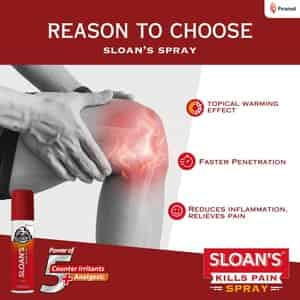 Piramal
REASON TO CHOOSE
SLOAN'S SPRAY
TOPICAL WARMING
EFFECT
FASTER PENETRATION
REDUCES INFLAMMATION,
RELIEVES PAIN
SLOAN'S
Power of
5
Counter Irritants
+ Analgesic
SLOAN'S
KILLS PAIN
SPRAY